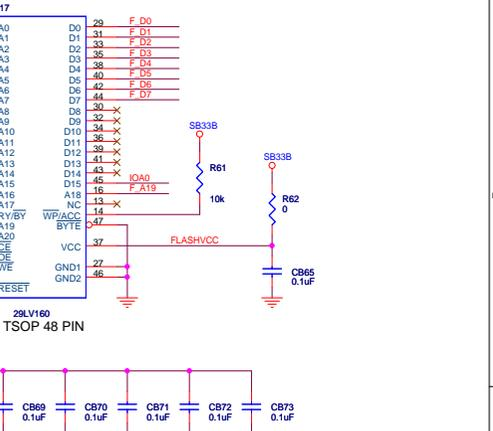 17
A0 D0 29 F_D0
A1 D1 31 F_D1
A2 D2 33 F_D2
A3 D3 35 F_D3
A4 D4 38 F_D4
A5 D5 40 F_D5
A6 D6 42 F_D6
A7 D7 44 F_D7
A8 D8 30
A9 D9 32
A10 D10 34
A11 D11 36
A12 D12 39
A13 D13 41
A14 D14 43
A15 D15 45 IOA0
A16 A18 16 F_A19
A17 NC 13
RY/BY WP/ACC 14
A19 BYTE 47
A20
CE VCC 37 FLASHVCC
OE
WE GND1 27
GND2 46
RESET
SB33B
R61
10k
SB33B
R62
0
CB65
0.1uF
29LV160
TSOP 48 PIN
CB69 CB70 CB71 CB72 CB73
0.1uF 0.1uF 0.1uF 0.1uF 0.1uF